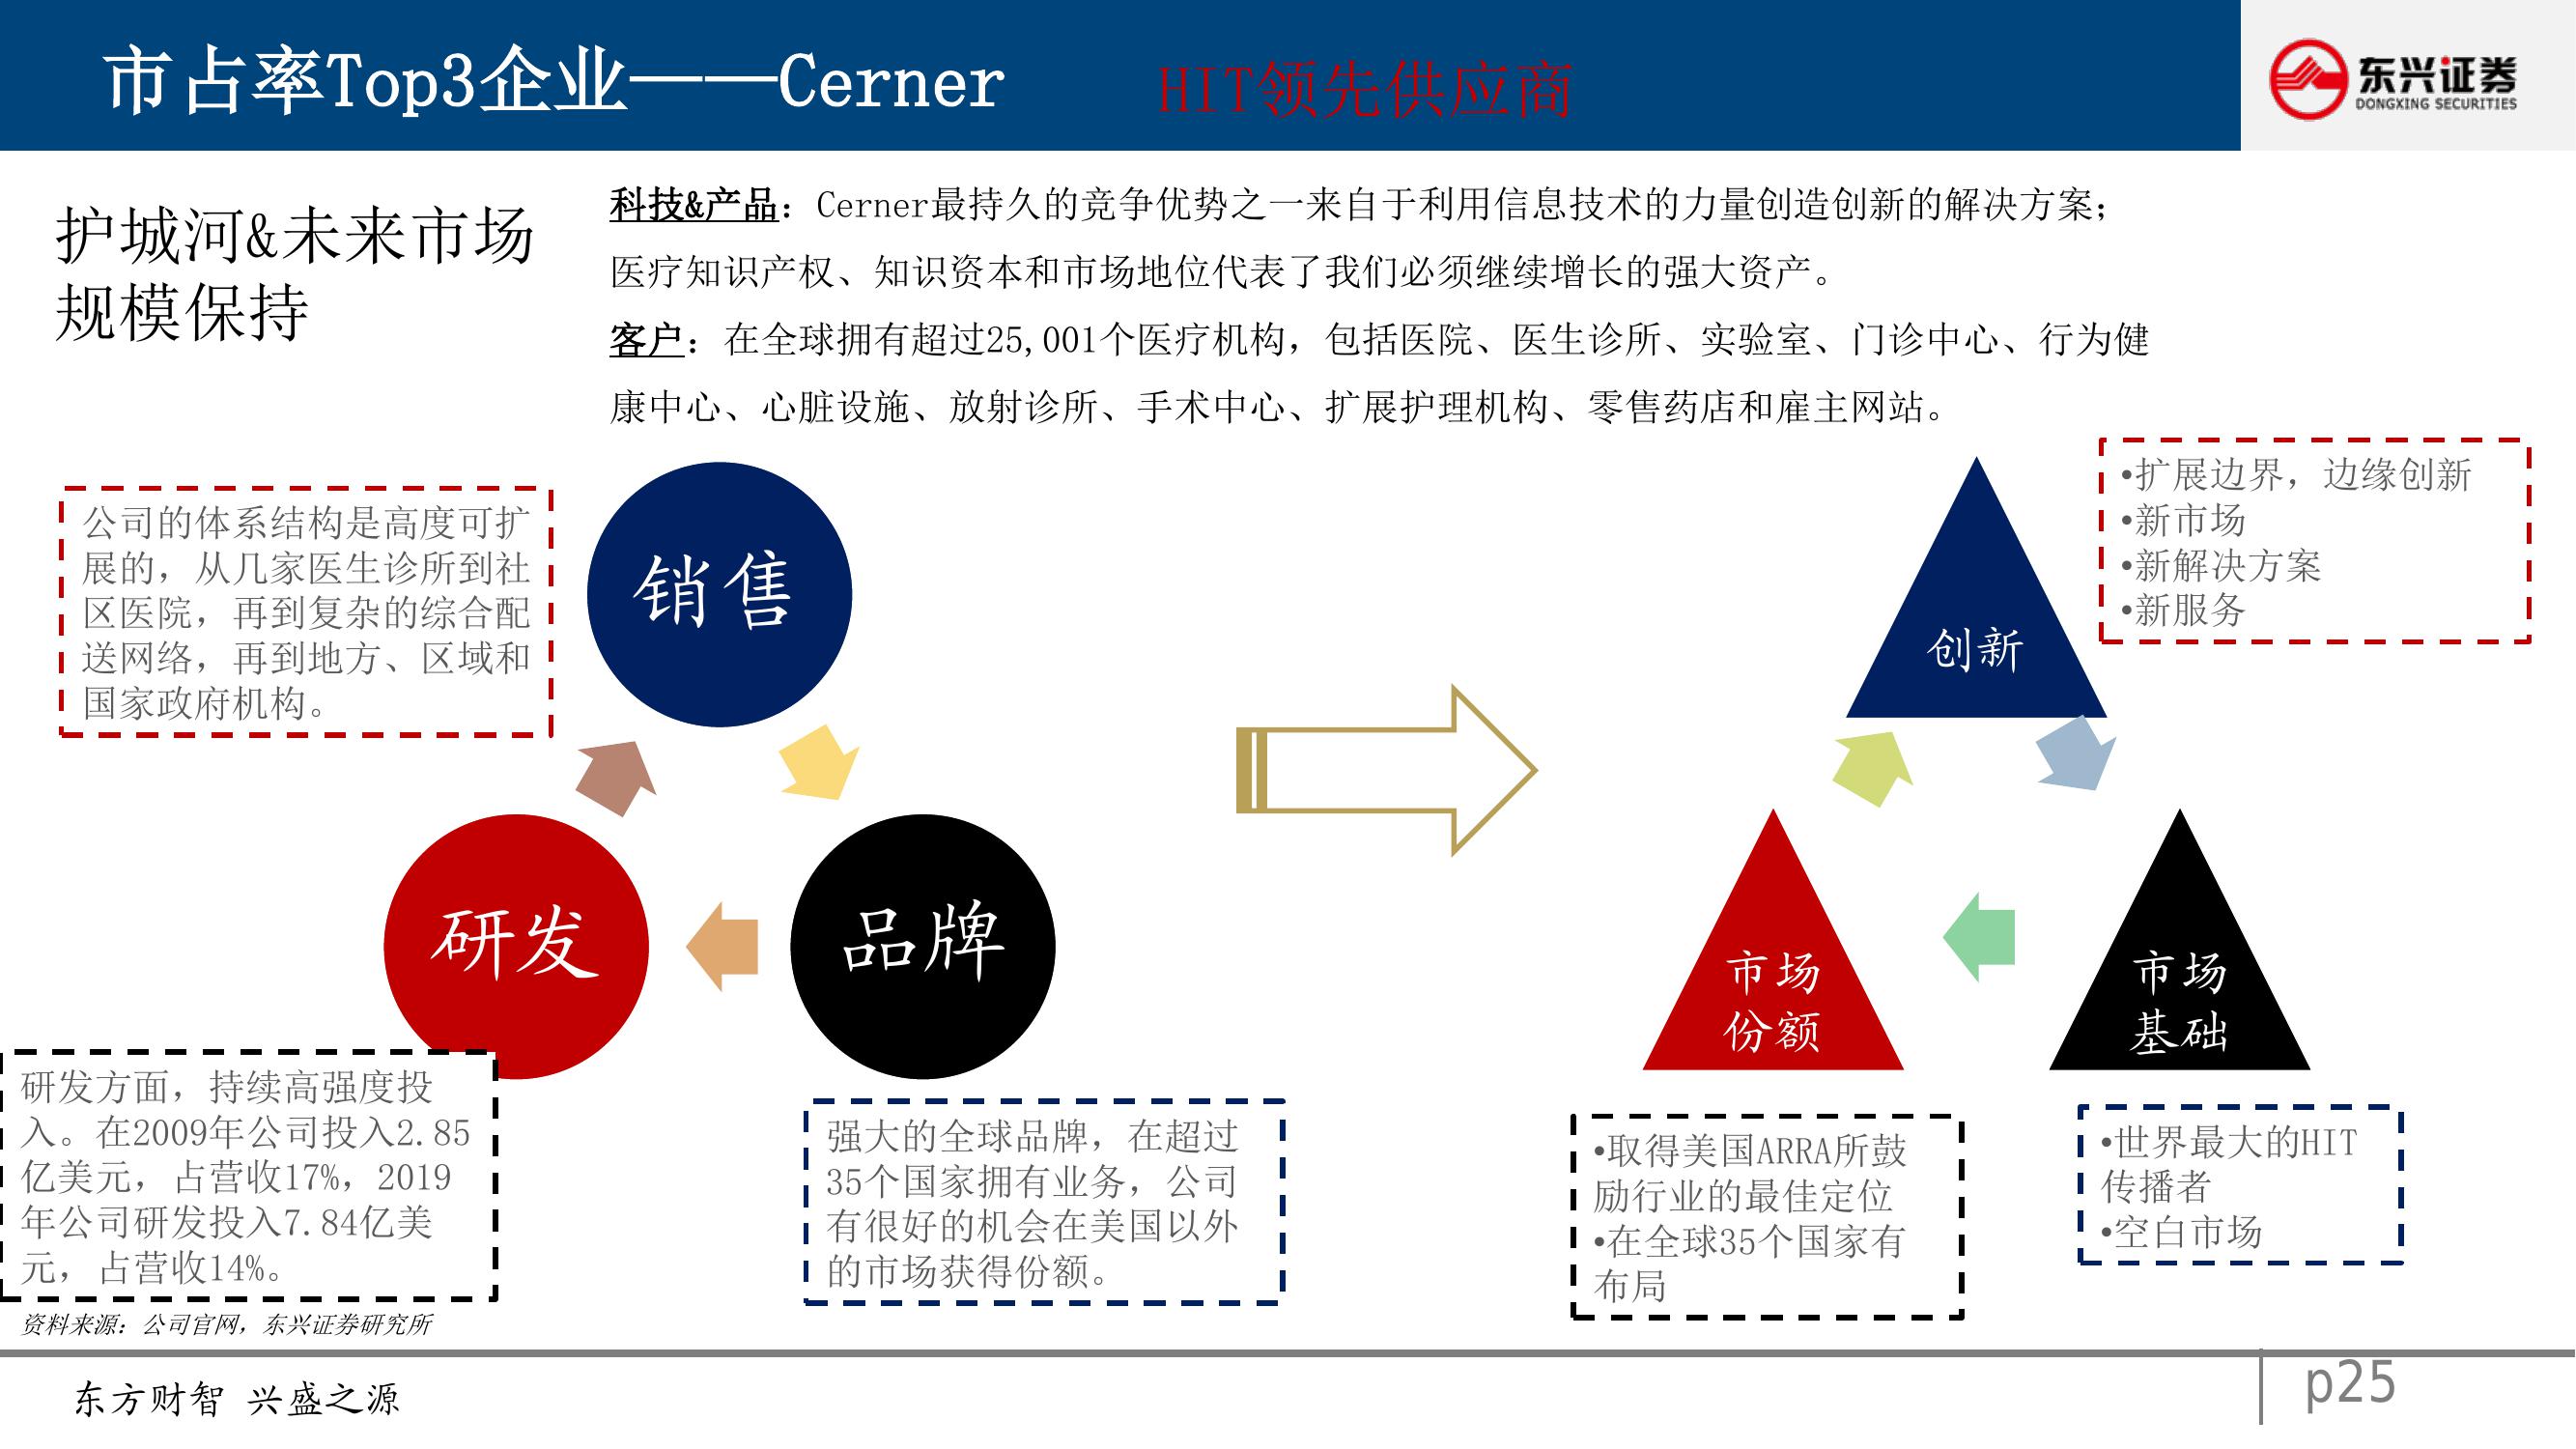 市占率Top3企业——Cerner
HIT领先供应商
东兴证券
DONGXING SECURITIES
护城河&未来市场
规模保持
科技&产品：Cerner最持久的竞争优势之一来自于利用信息技术的力量创造创新的解决方案；
医疗知识产权、知识资本和市场地位代表了我们必须继续增长的强大资产。
客户：在全球拥有超过25,001个医疗机构，包括医院、医生诊所、实验室、门诊中心、行为健
康中心、心脏设施、放射诊所、手术中心、扩展护理机构、零售药店和雇主网站。
公司的体系结构是高度可扩
展的，从几家医生诊所到社
区医院，再到复杂的综合配
送网络，再到地方、区域和
国家政府机构。
销售
研发
品牌
研发方面，持续高强度投
入。在2009年公司投入2.85
亿美元，占营收17%，2019
年公司研发投入7.84亿美
元，占营收14%。
强大的全球品牌，在超过
35个国家拥有业务，公司
有很好的机会在美国以外
的市场获得份额。
创新
•扩展边界，边缘创新
•新市场
•新解决方案
•新服务
市场
份额
市场
基础
•取得美国ARRA所鼓
励行业的最佳定位
•在全球35个国家有
布局
•世界最大的HIT
传播者
•空白市场
资料来源：公司官网，东兴证券研究所
东方财智 兴盛之源
p25